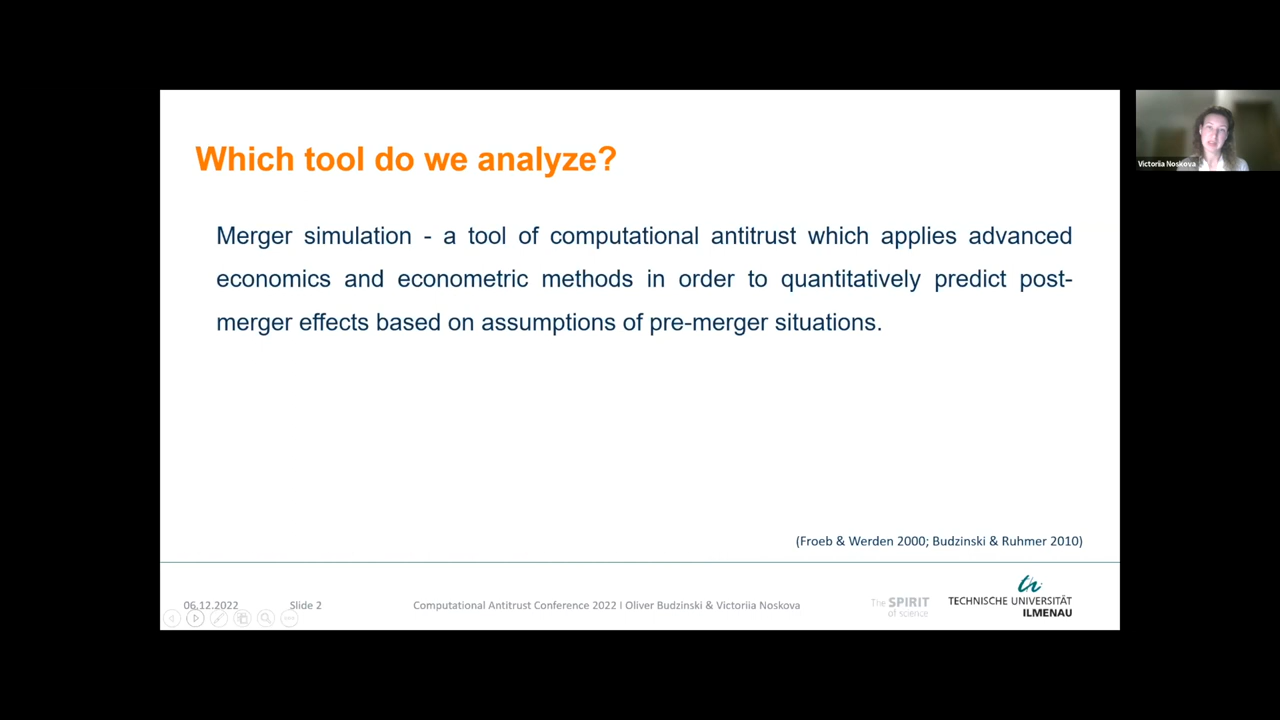 Which tool do we analyze?
Merger simulation - a tool of computational antitrust which applies advanced
economics and econometric methods in order to quantitatively predict post-
merger effects based on assumptions of pre-merger situations.
(Froeb & Werden 2000; Budzinski & Ruhmer 2010)
06.12.2022
Slide 2
Computational Antitrust Conference 2022 I Oliver Budzinski & Victoriia Noskova
The SPIRIT
of science
th
TECHNISCHE UNIVERSITÄT
ILMENAU
Victoriia Noskova